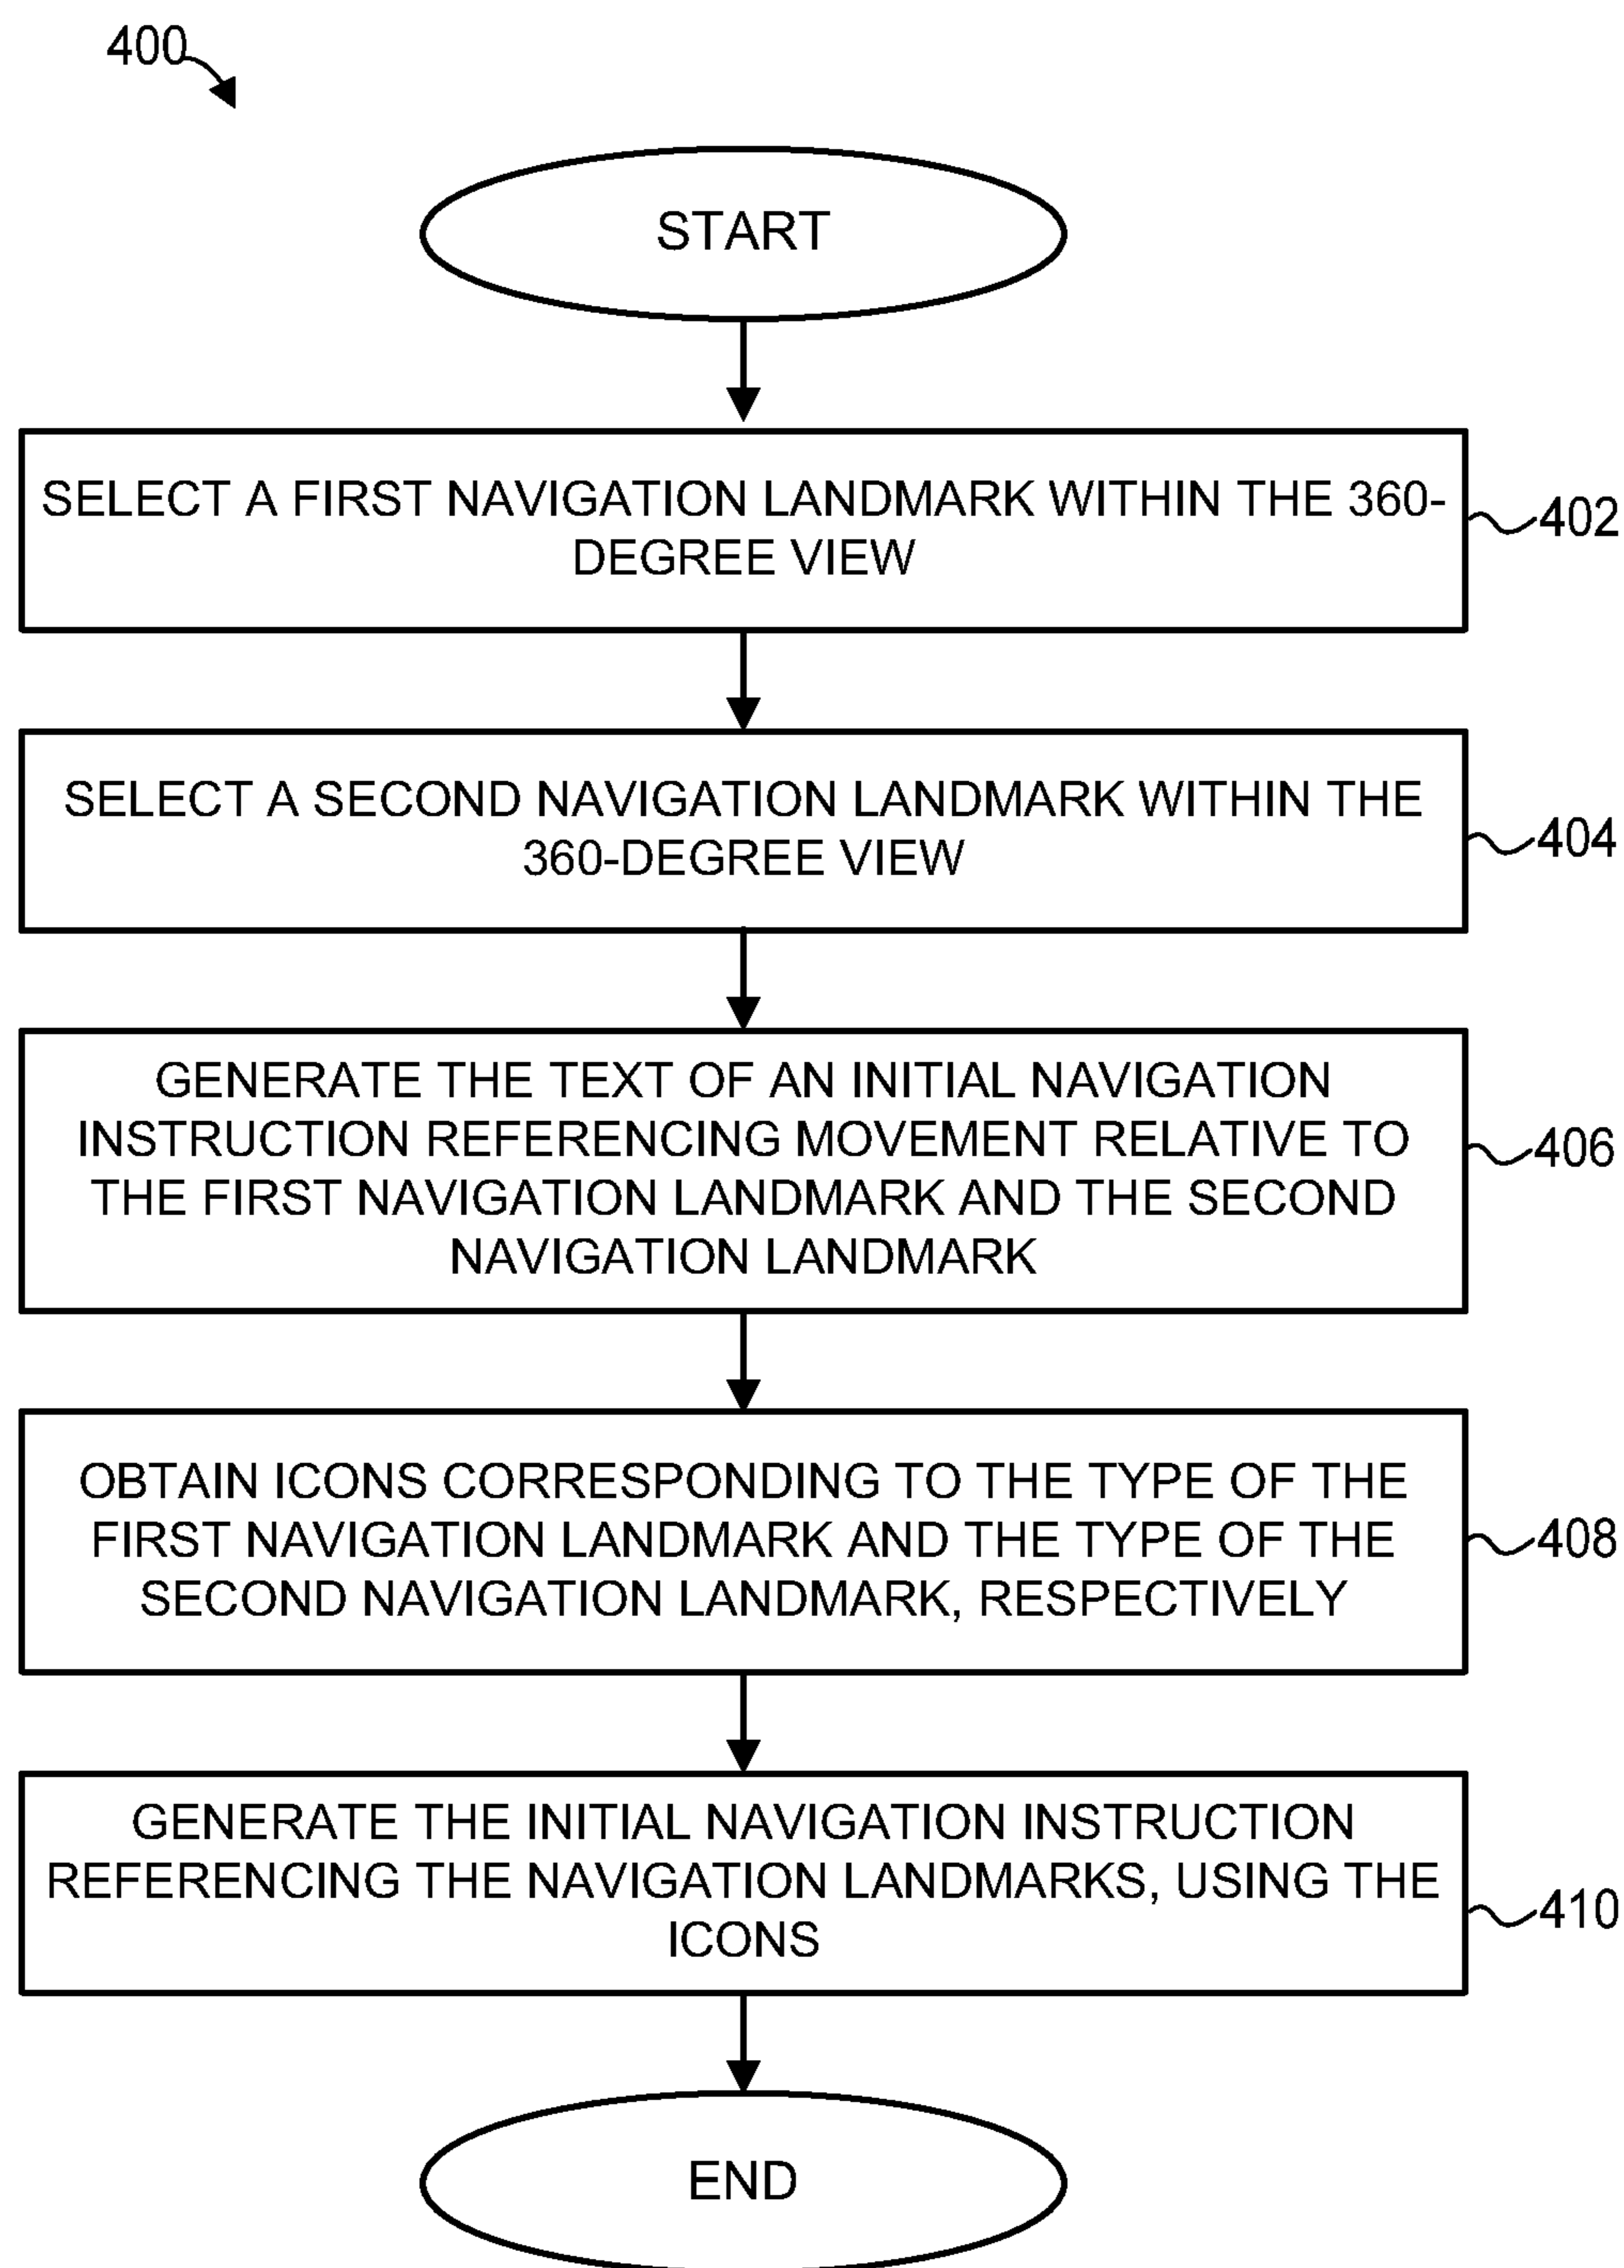 400
START
SELECT A FIRST NAVIGATION LANDMARK WITHIN THE 360-
DEGREE VIEW
402
SELECT A SECOND NAVIGATION LANDMARK WITHIN THE
360-DEGREE VIEW
404
GENERATE THE TEXT OF AN INITIAL NAVIGATION
INSTRUCTION REFERENCING MOVEMENT RELATIVE TO
THE FIRST NAVIGATION LANDMARK AND THE SECOND
NAVIGATION LANDMARK
406
OBTAIN ICONS CORRESPONDING TO THE TYPE OF THE
FIRST NAVIGATION LANDMARK AND THE TYPE OF THE
SECOND NAVIGATION LANDMARK, RESPECTIVELY
408
GENERATE THE INITIAL NAVIGATION INSTRUCTION
REFERENCING THE NAVIGATION LANDMARKS, USING THE
ICONS
410
END